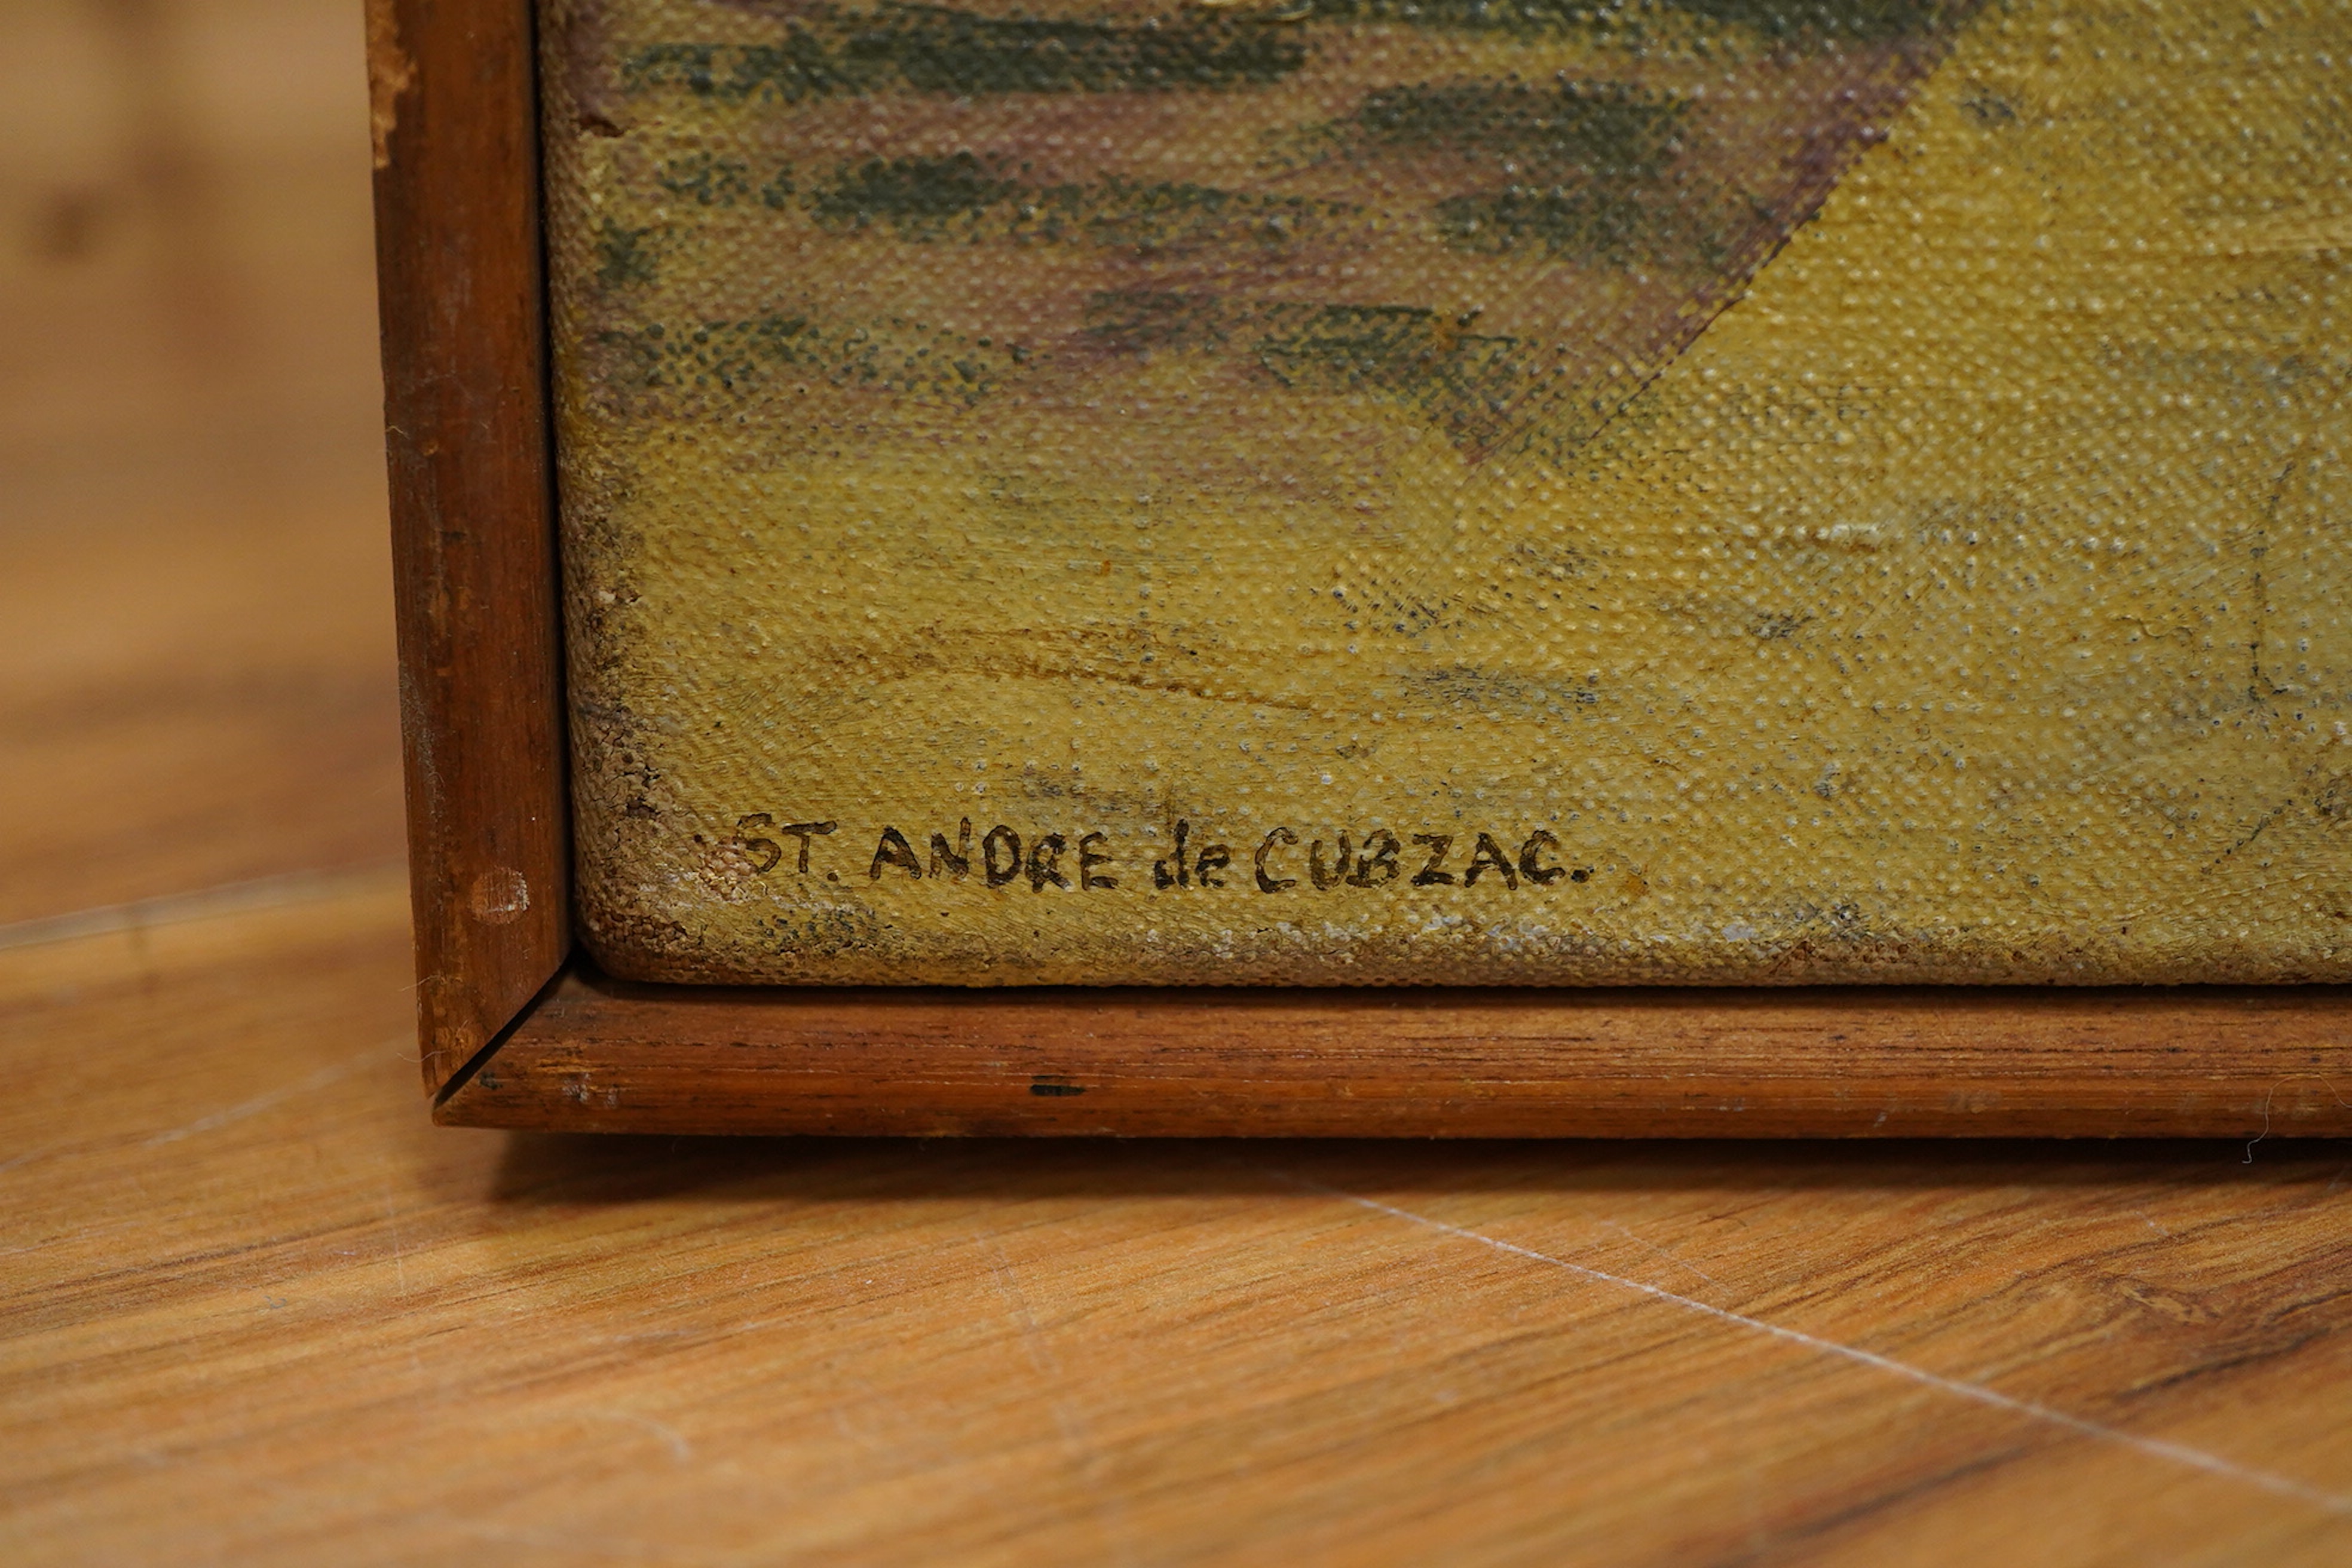 ST. ANDRE de CUBZAC.